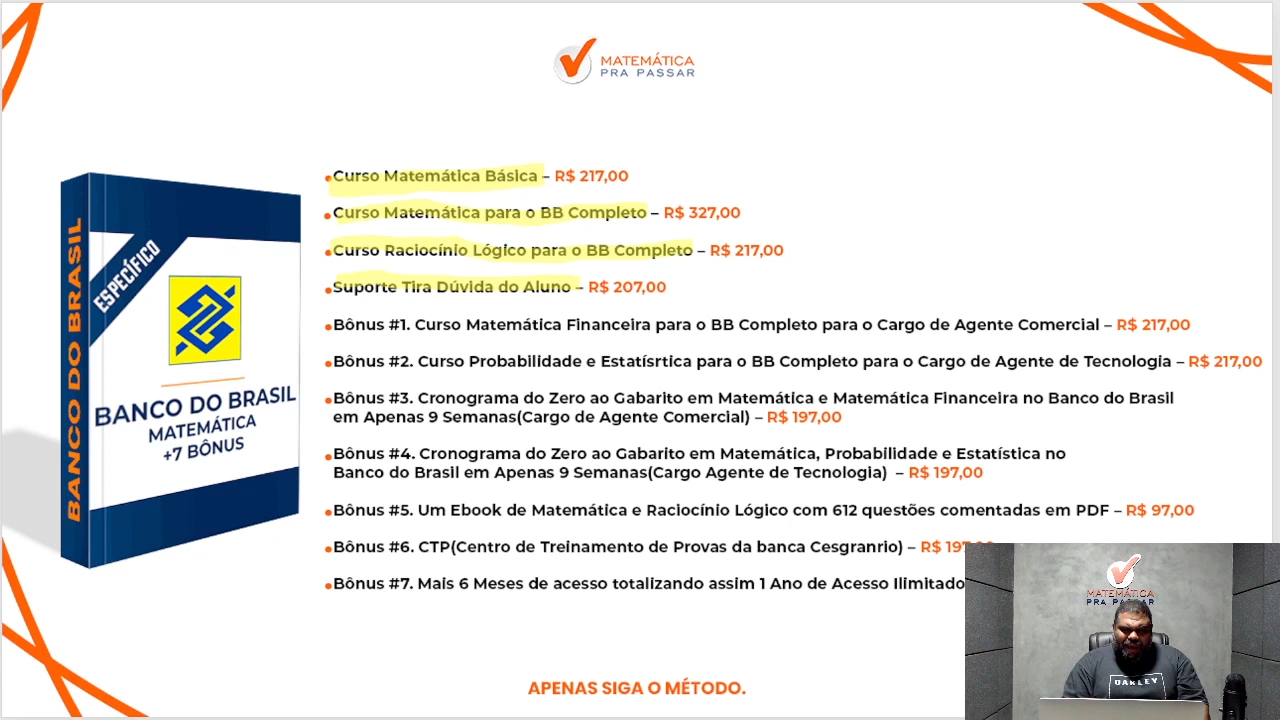 MATEMÁTICA
PRA PASSAR
• Curso Matemática Básica – R$ 217,00
• Curso Matemática para o BB Completo – R$ 327,00
• Curso Raciocínio Lógico para o BB Completo – R$ 217,00
• Suporte Tira Dúvida do Aluno – R$ 207,00
• Bônus #1. Curso Matemática Financeira para o BB Completo para o Cargo de Agente Comercial – R$ 217,00
• Bônus #2. Curso Probabilidade e Estatísrtica para o BB Completo para o Cargo de Agente de Tecnologia – R$ 217,00
• Bônus #3. Cronograma do Zero ao Gabarito em Matemática e Matemática Financeira no Banco do Brasil
em Apenas 9 Semanas(Cargo de Agente Comercial) – R$ 197,00
• Bônus #4. Cronograma do Zero ao Gabarito em Matemática, Probabilidade e Estatística no
Banco do Brasil em Apenas 9 Semanas(Cargo Agente de Tecnologia) – R$ 197,00
• Bônus #5. Um Ebook de Matemática e Raciocínio Lógico com 612 questões comentadas em PDF – R$ 97,00
• Bônus #6. CTP(Centro de Treinamento de Provas da banca Cesgranrio) – R$ 197
• Bônus #7. Mais 6 Meses de acesso totalizando assim 1 Ano de Acesso Ilimitado
BANCO DO BRASIL
ESPECÍFICO
BANCO DO BRASIL
MATEMÁTICA
+7 BÔNUS
MATEMÁTICA
PRA PASSAR
OAKLEY
APENAS SIGA O MÉTODO.